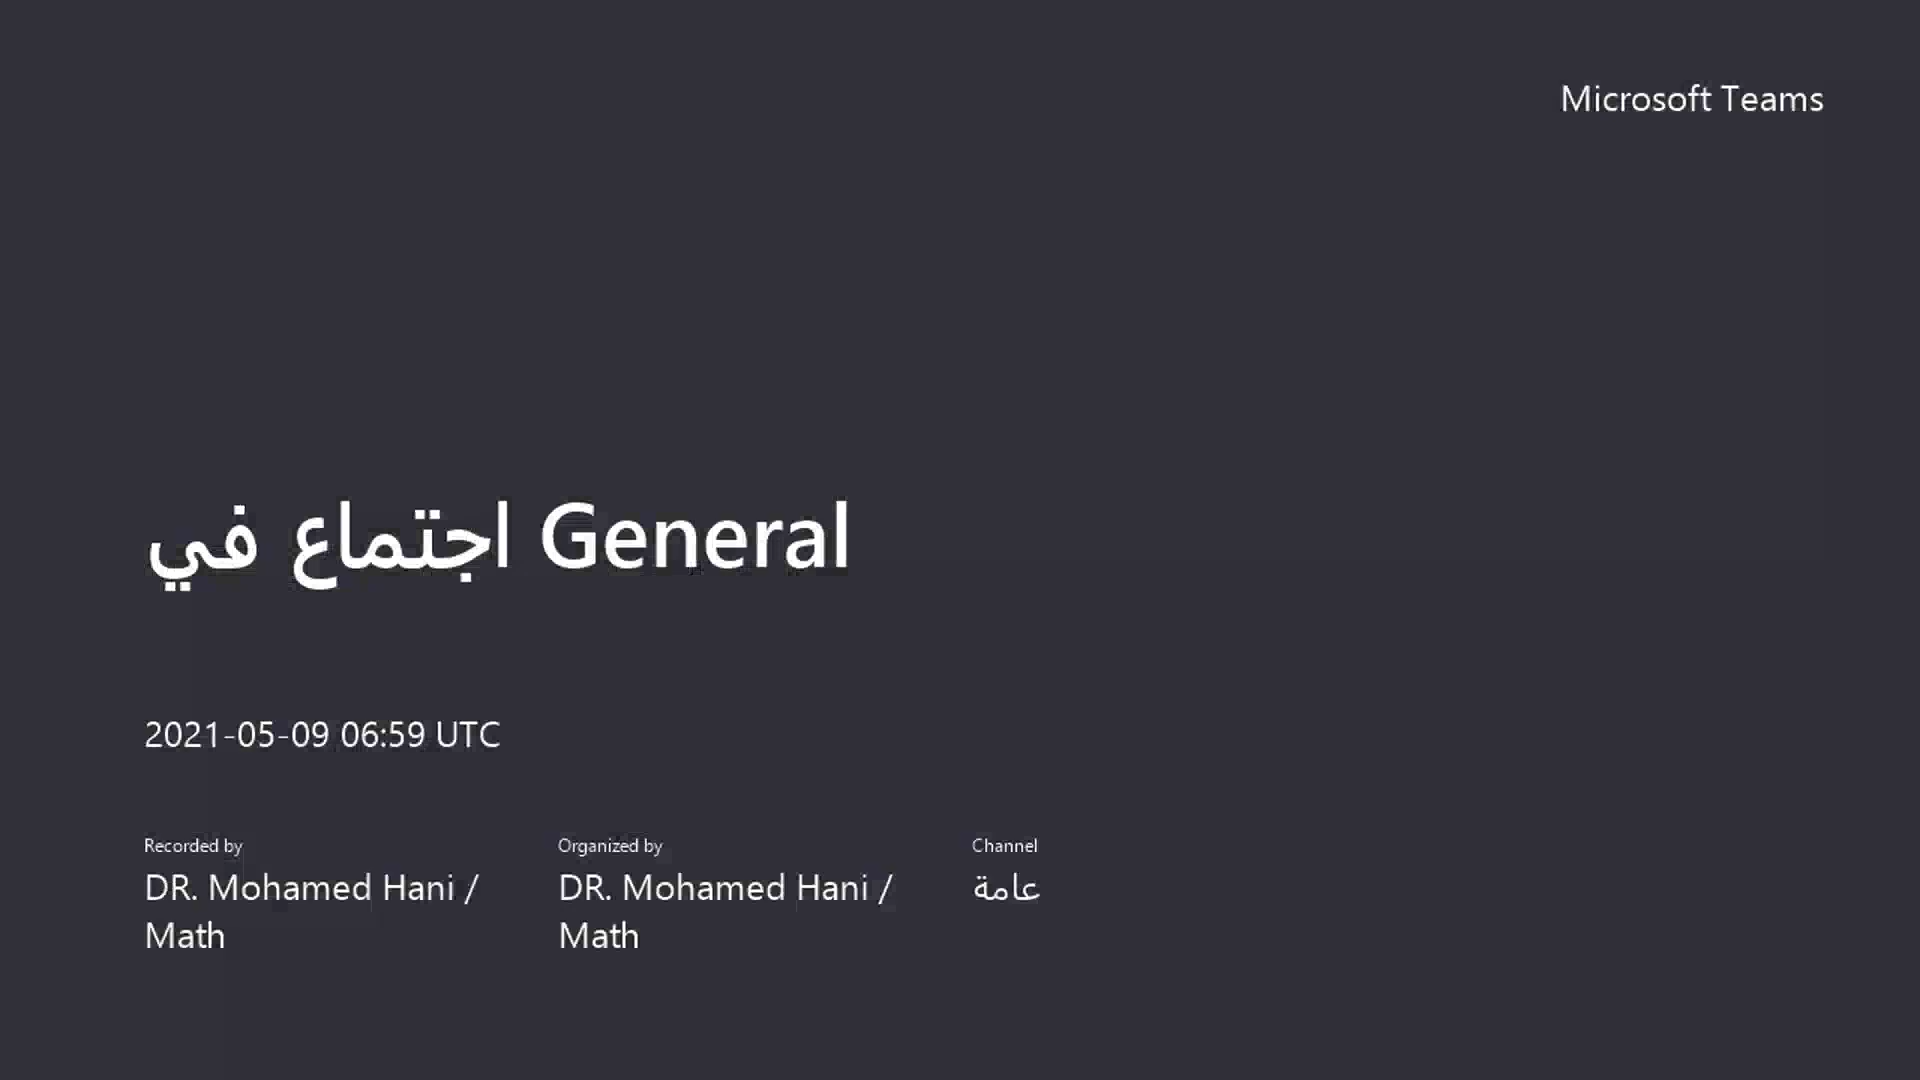 Microsoft Teams
اجتماع في General
2021-05-09 06:59 UTC
Recorded by
DR. Mohamed Hani /
Math
Organized by
DR. Mohamed Hani /
Math
Channel
عامة